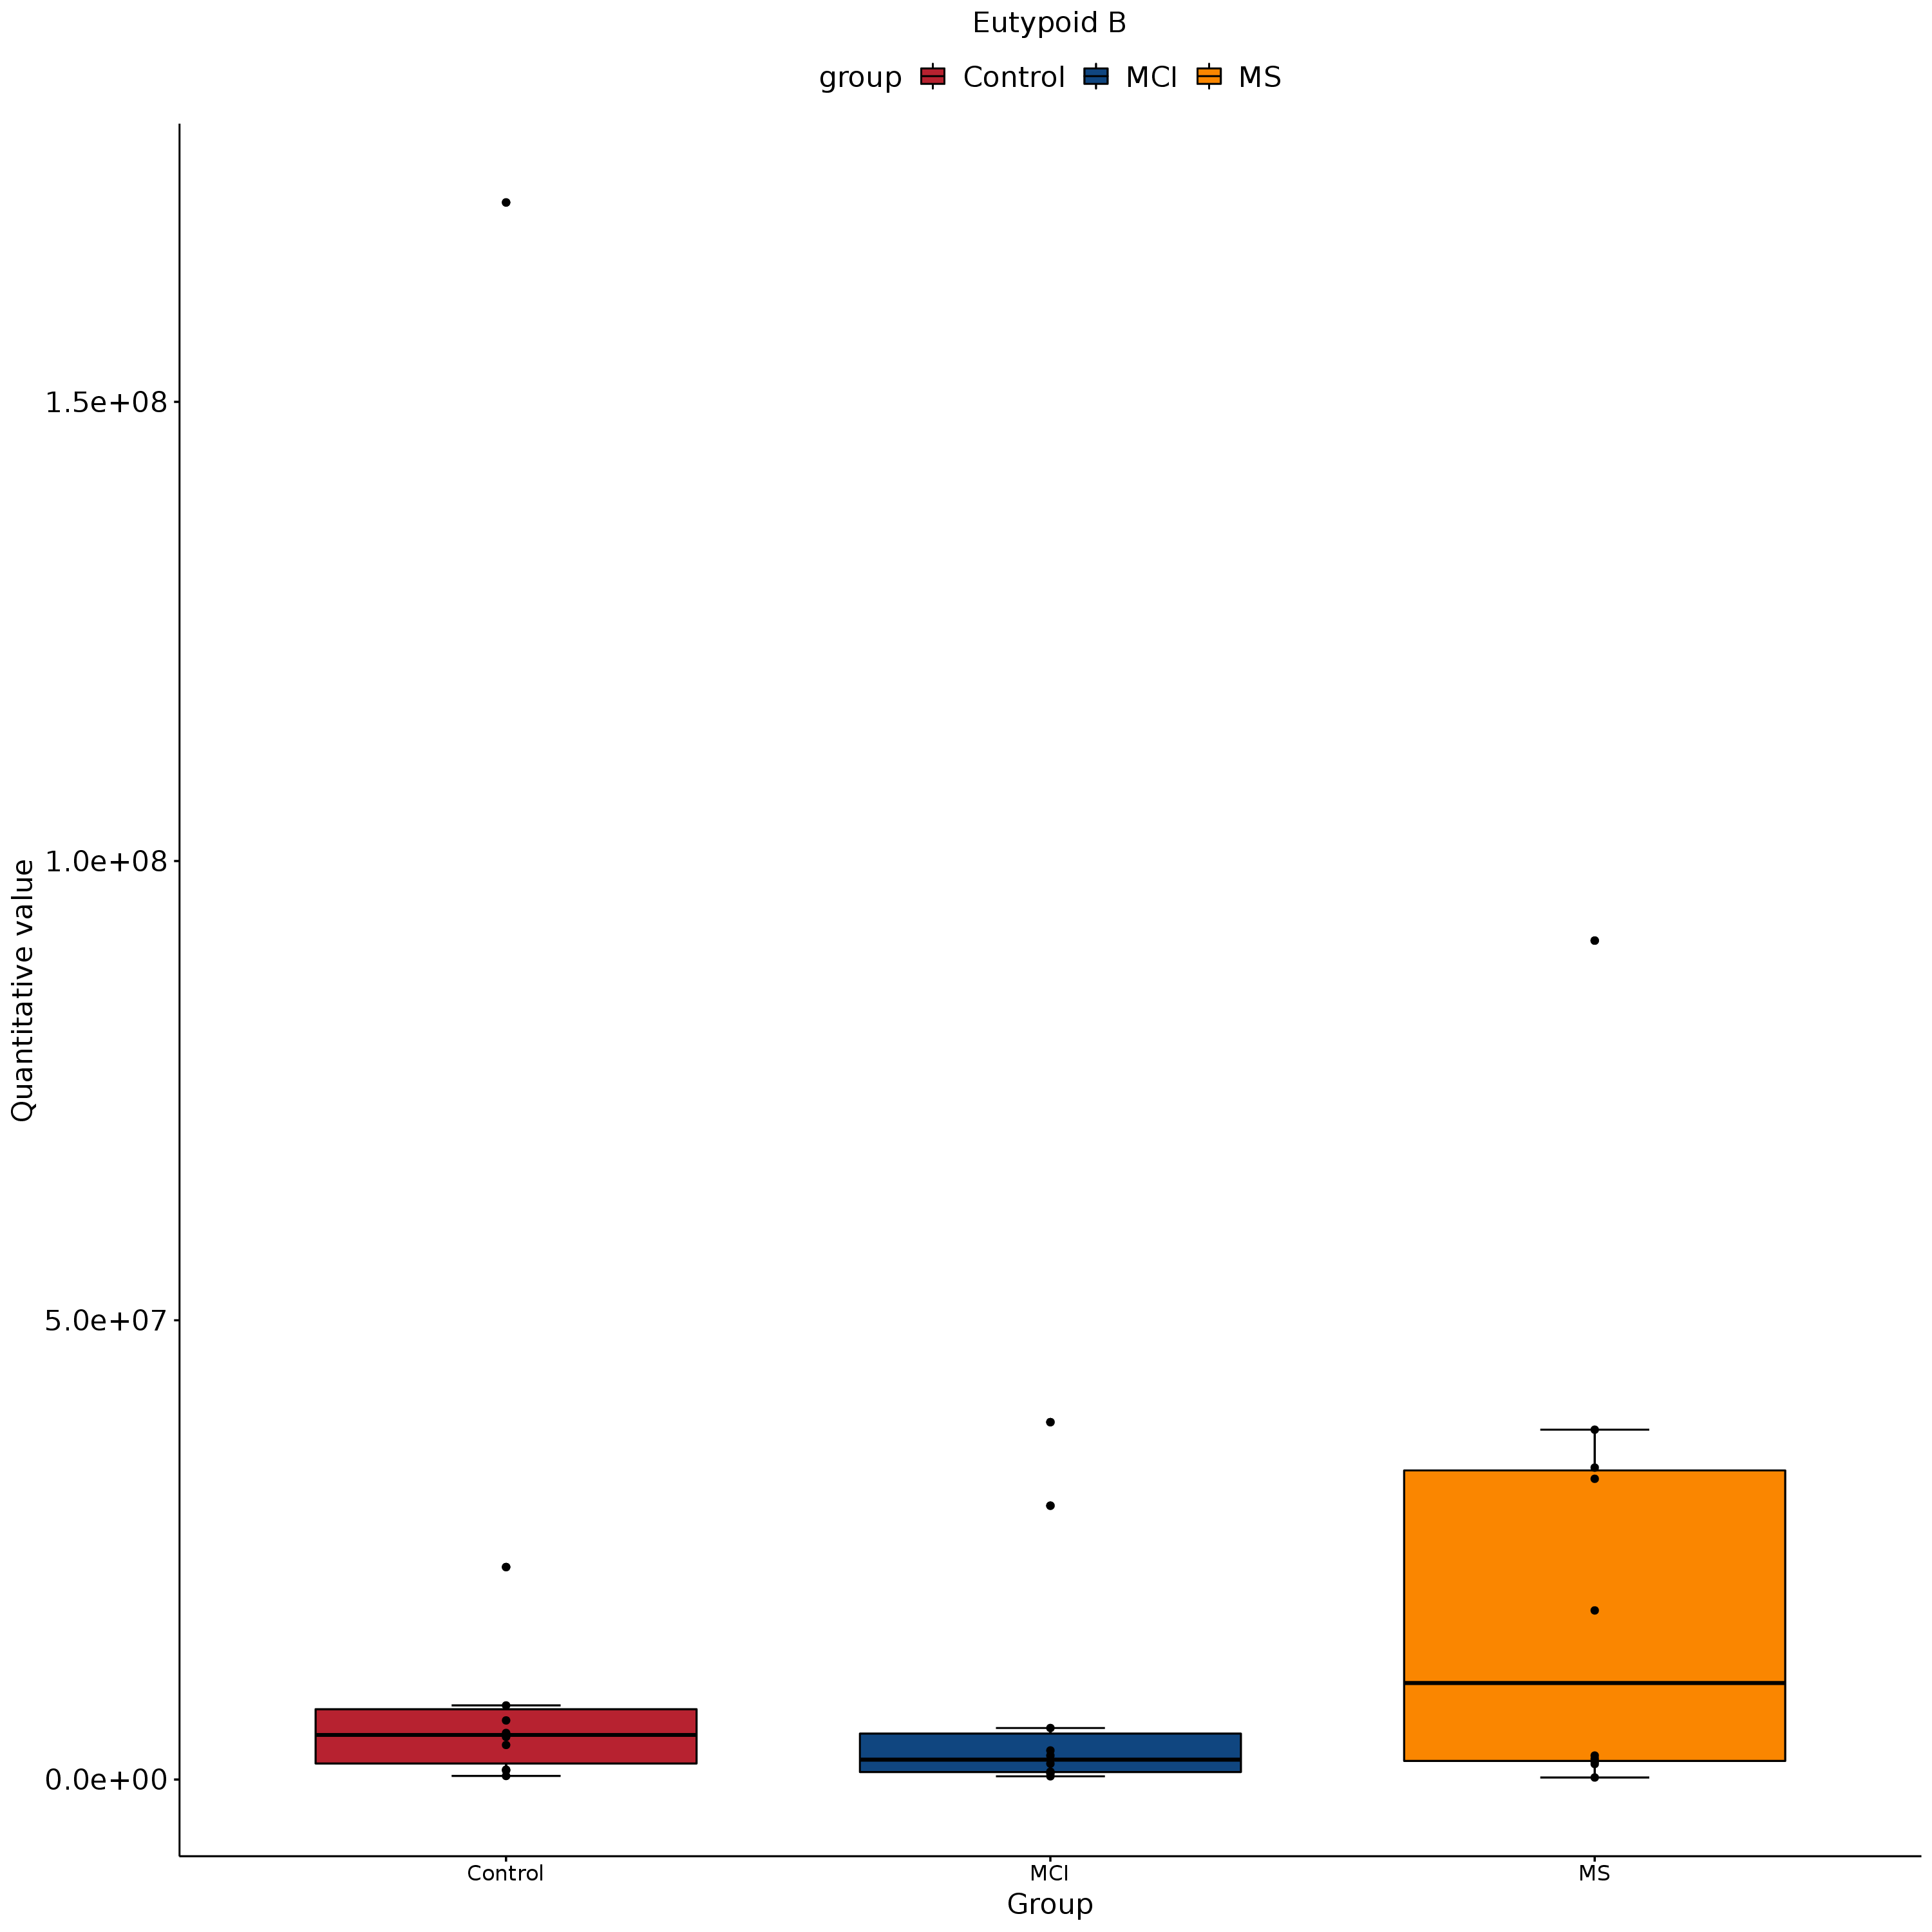 Eutypoid B
group Control MCI MS
1.5e+08
1.0e+08
5.0e+07
0.0e+00
Quantitative value
Control MCI MS
Group